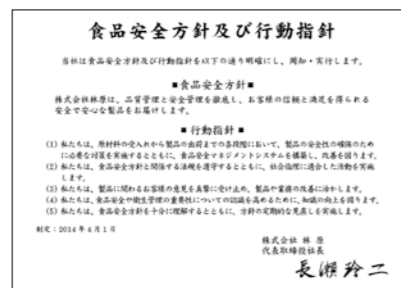 食品安全方針及び行動指針
当社は食品安全方針及び行動指針を以下の通り明確にし、周知・実行します。
■食品安全方針■
株式会社林原は、品質管理と安全管理を徹底し、お客様の信頼と満足を得られる
安全で安心な製品をお届けします。
■行動指針■
(1) 私たちは、原材料の受入れから製品の出荷までの各段階において、製品の安全性の確保のため
に必要な対策を実施するとともに、食品安全マネジメントシステムを構築し、改善を図ります。
(2) 私たちは、食品安全方針と関係する法規を遵守するとともに、社会倫理に適合した活動を実施
します。
(3) 私たちは、製品に関わるお客様の意見を真摯に受け止め、製品や業務の改善に活かします。
(4) 私たちは、食品安全や衛生管理の重要性についての認識を高めるために、知識の向上を図ります。
(5) 私たちは、食品安全方針を十分に理解するとともに、方針の定期的な見直しを実施します。
制定：2014年4月1日
株式会社 林 原
代表取締役社長
長瀬玲二